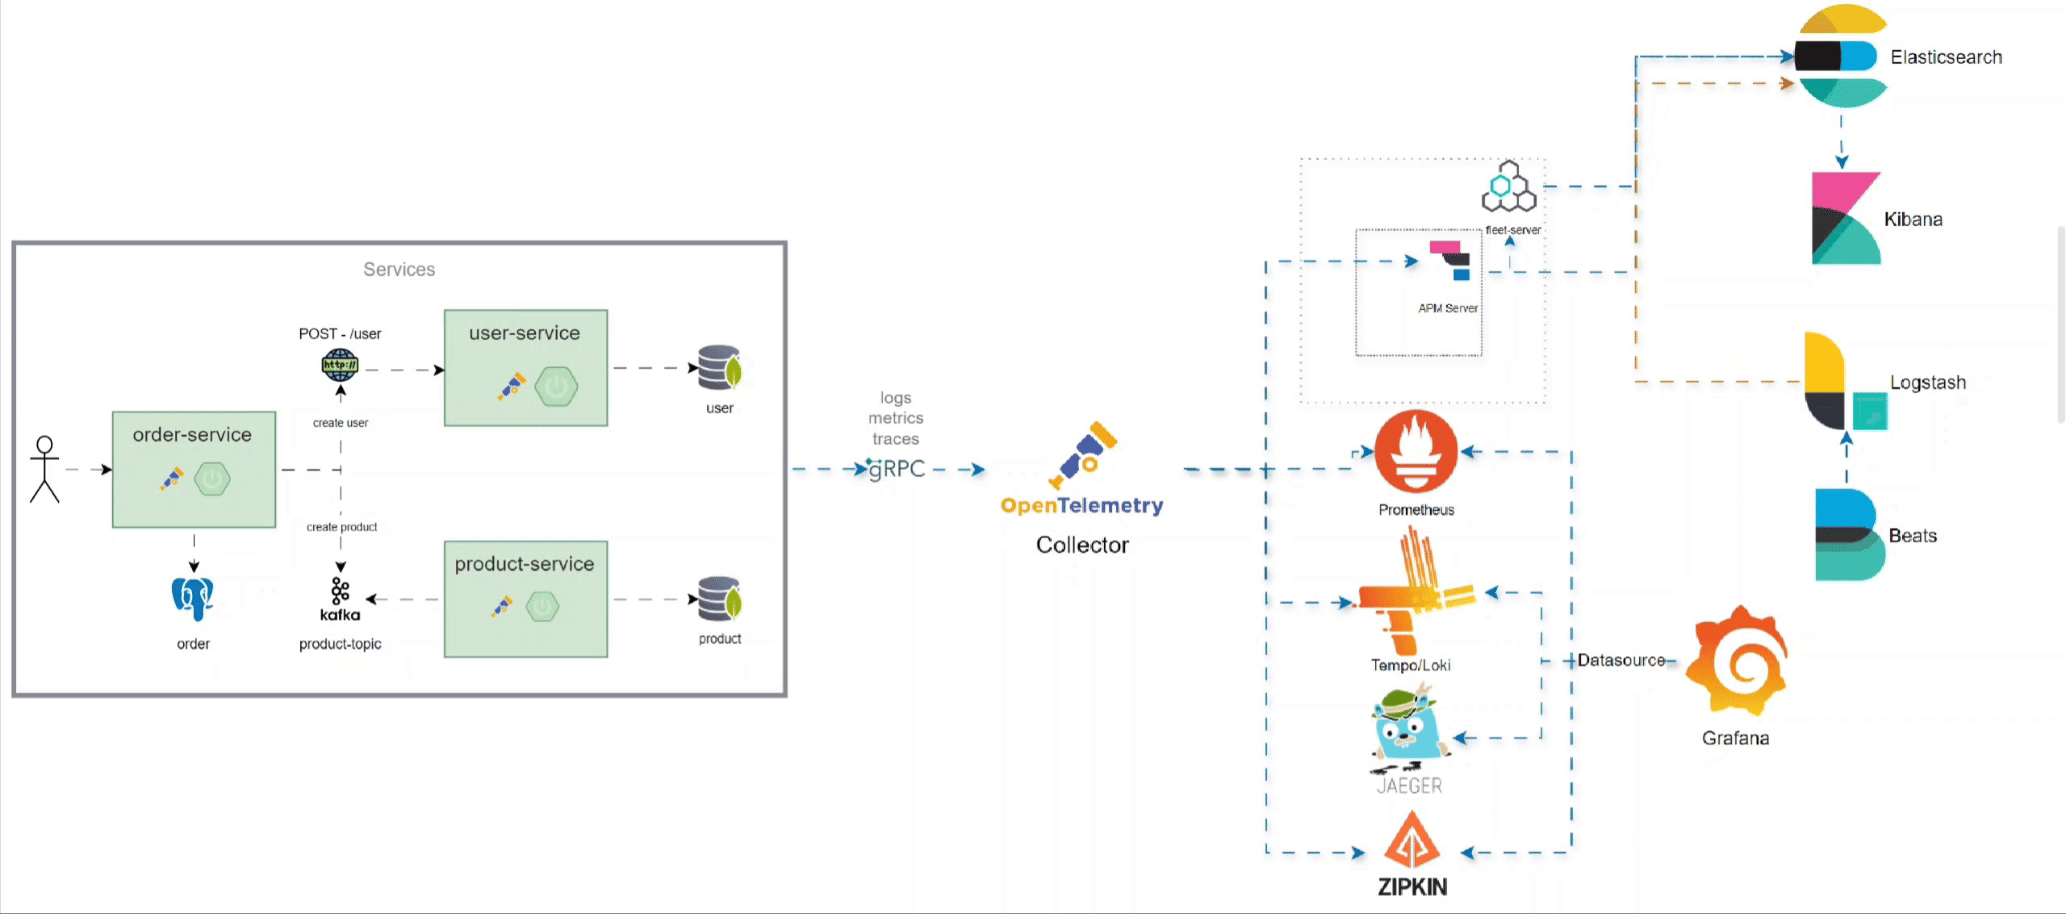 Services
POST - /user
http://
create user
user-service
user
order-service
order
create product
kafka
product-topic
product-service
product
logs
metrics
traces
gRPC
OpenTelemetry
Collector
fleet-server
APM Server
Prometheus
Tempo/Loki
JAEGER
ZIPKIN
Datasource
Elasticsearch
Kibana
Logstash
Beats
Grafana